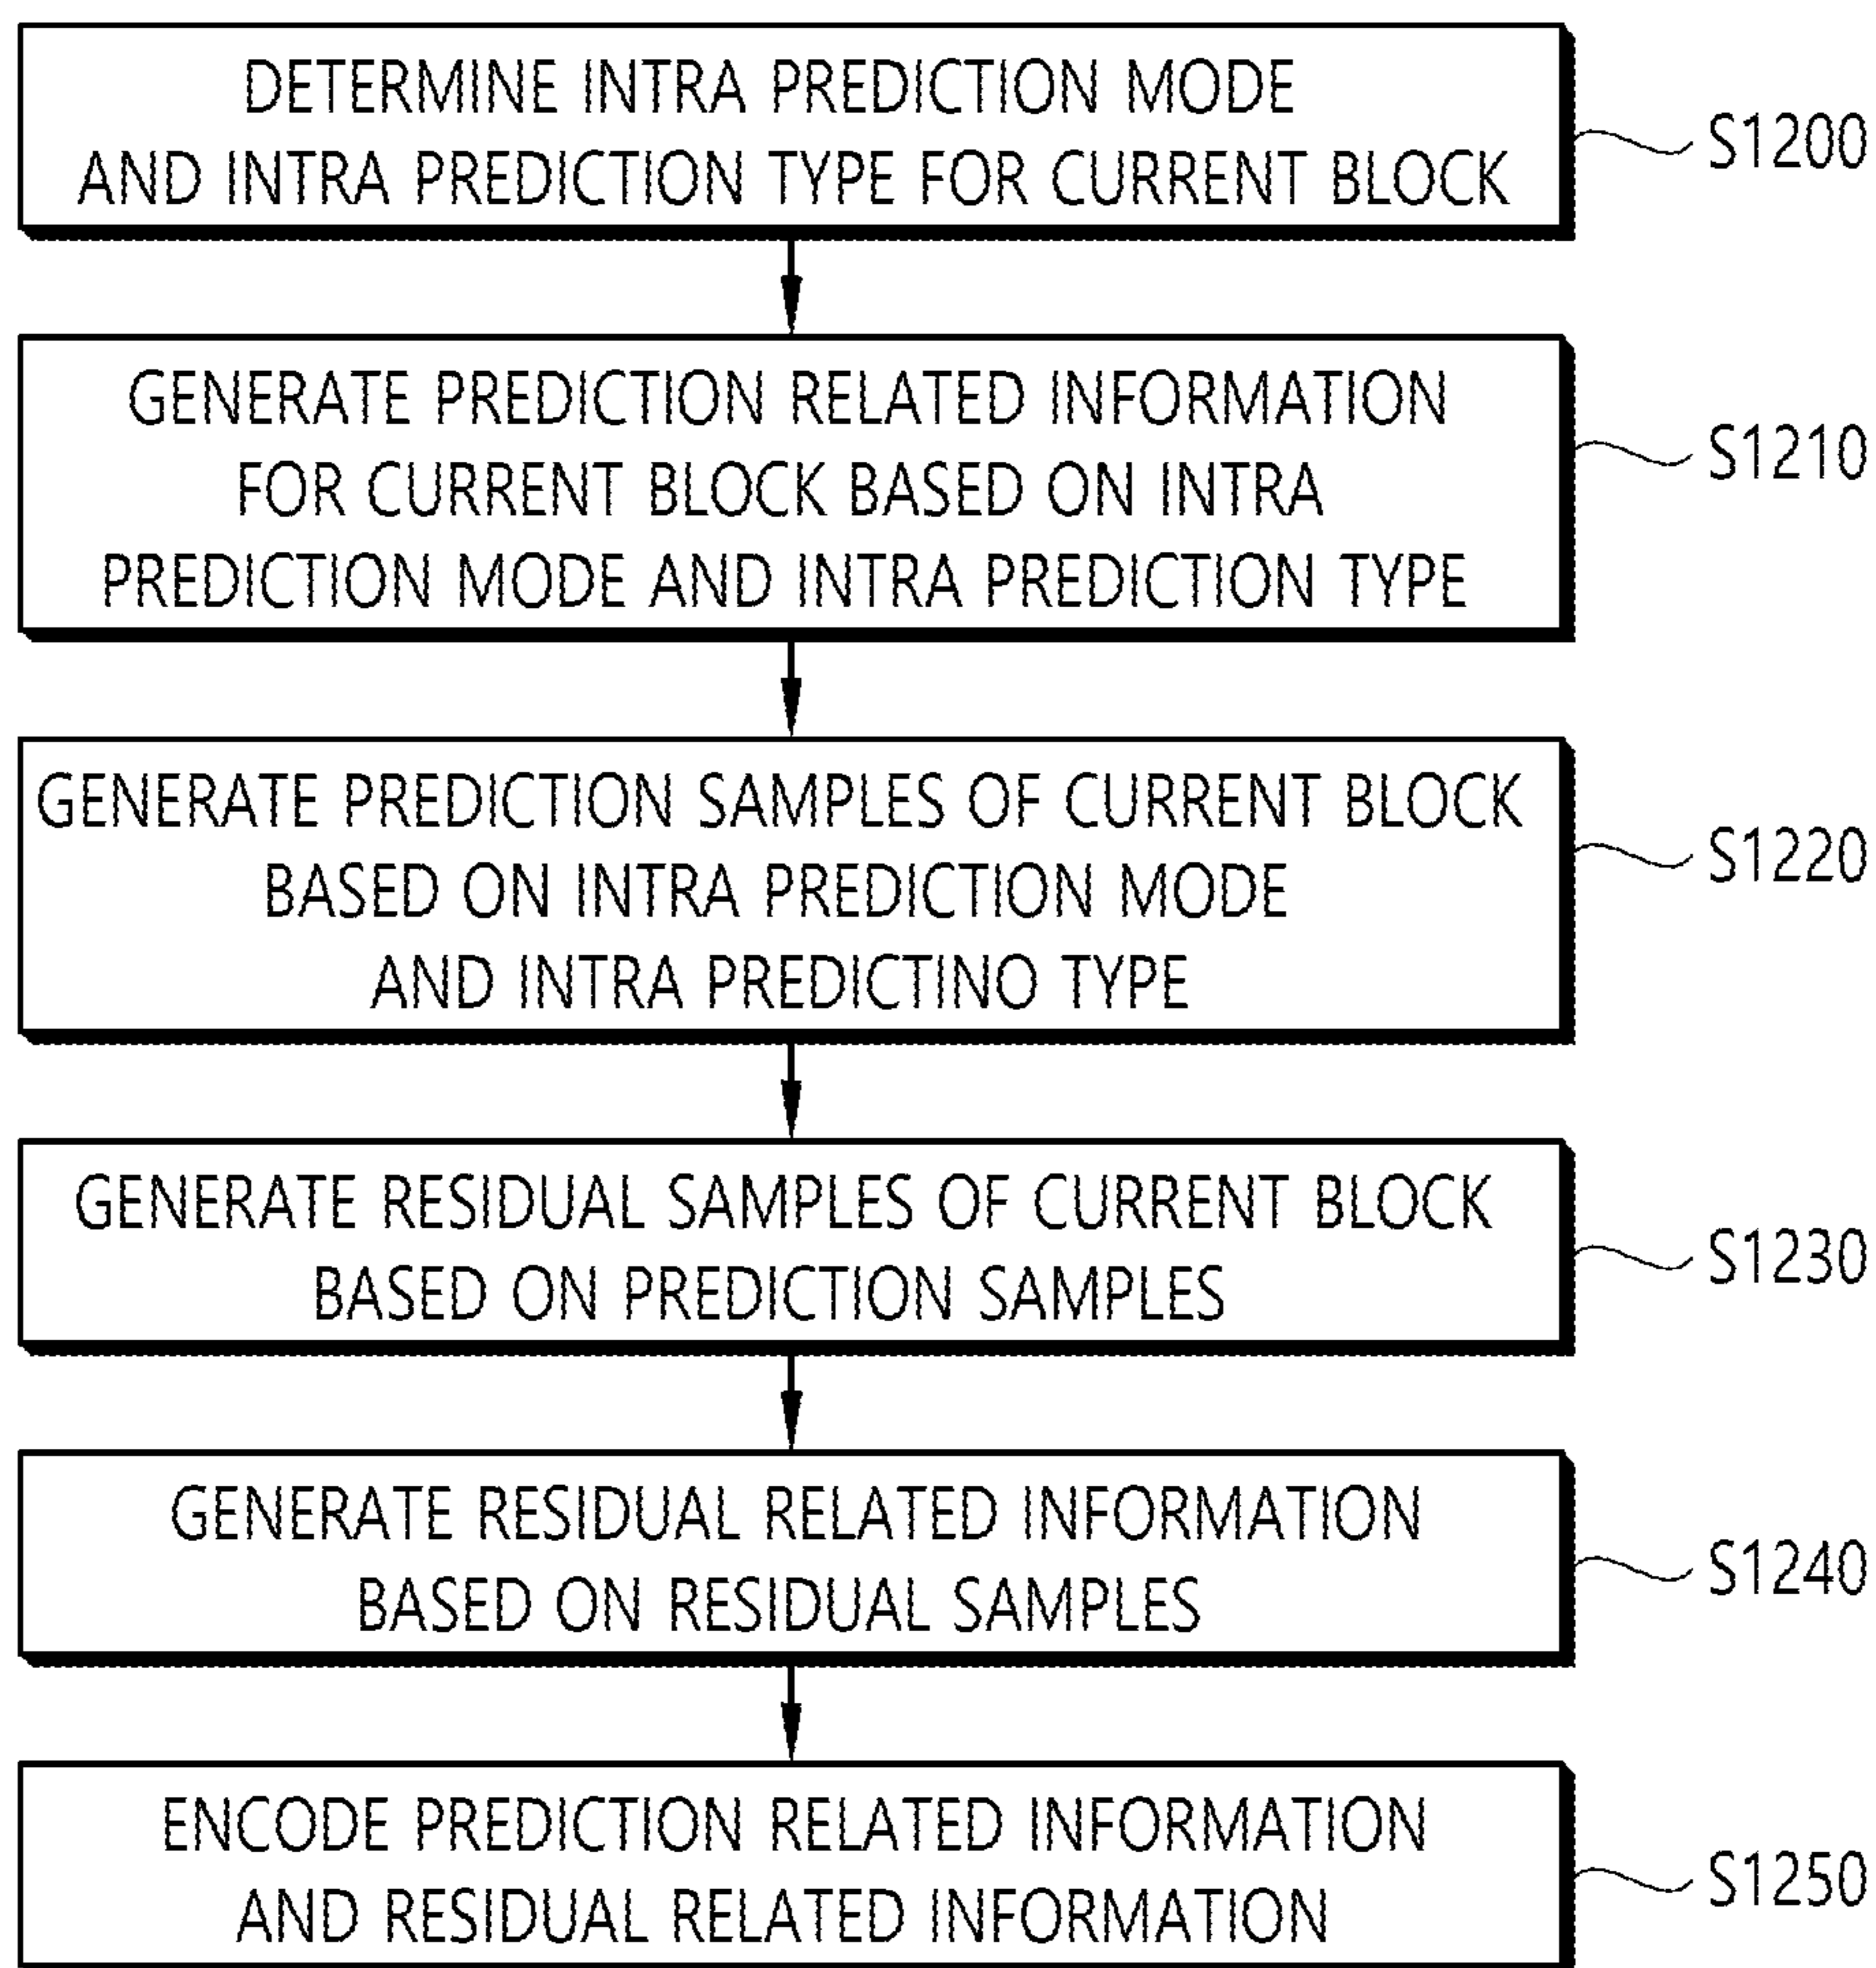 DETERMINE INTRA PREDICTION MODE
AND INTRA PREDICTION TYPE FOR CURRENT BLOCK
S1200
GENERATE PREDICTION RELATED INFORMATION
FOR CURRENT BLOCK BASED ON INTRA
PREDICTION MODE AND INTRA PREDICTION TYPE
S1210
GENERATE PREDICTION SAMPLES OF CURRENT BLOCK
BASED ON INTRA PREDICTION MODE
AND INTRA PREDICTINO TYPE
S1220
GENERATE RESIDUAL SAMPLES OF CURRENT BLOCK
BASED ON PREDICTION SAMPLES
S1230
GENERATE RESIDUAL RELATED INFORMATION
BASED ON RESIDUAL SAMPLES
S1240
ENCODE PREDICTION RELATED INFORMATION
AND RESIDUAL RELATED INFORMATION
S1250